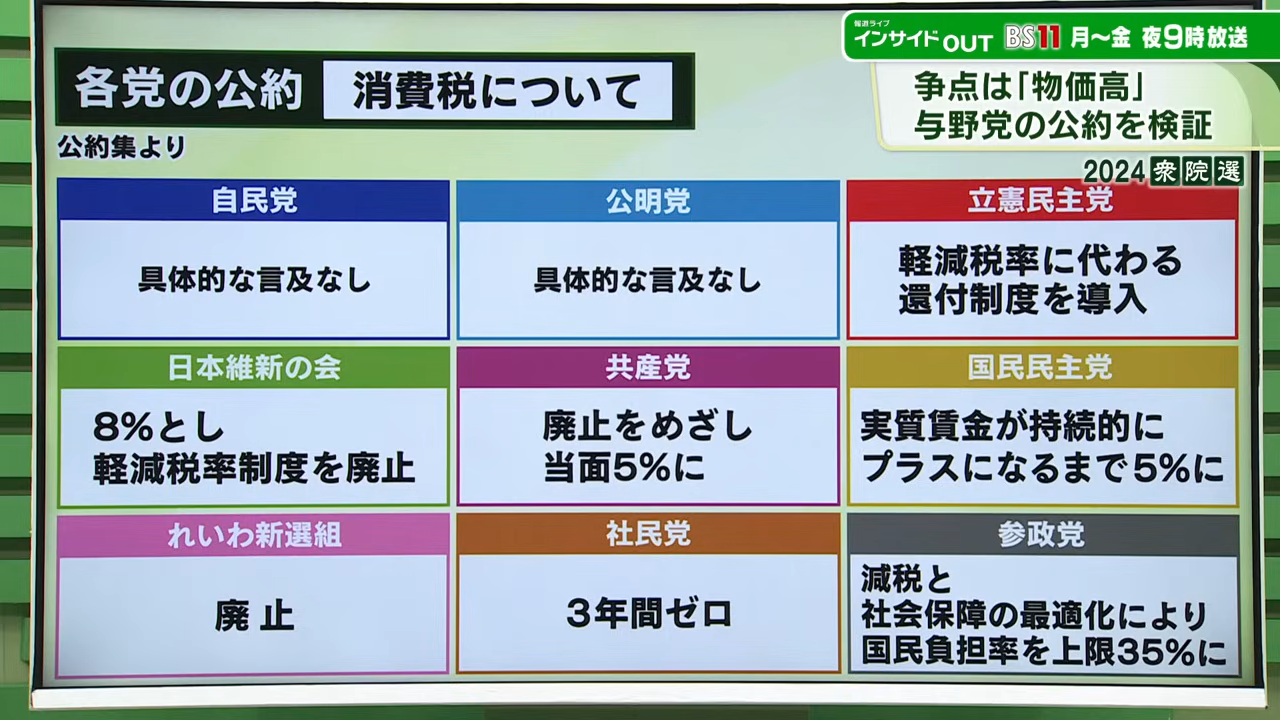 報道ライブ
インサイドOUT BS11 月～金 夜9時放送
争点は「物価高」
与野党の公約を検証
2024衆院選
各党の公約 消費税について
公約集より
自民党
具体的な言及なし
公明党
具体的な言及なし
立憲民主党
軽減税率に代わる
還付制度を導入
日本維新の会
8%とし
軽減税率制度を廃止
共産党
廃止をめざし
当面5%に
国民民主党
実質賃金が持続的に
プラスになるまで5%に
れいわ新選組
廃止
社民党
3年間ゼロ
参政党
減税と
社会保障の最適化により
国民負担率を上限35%に